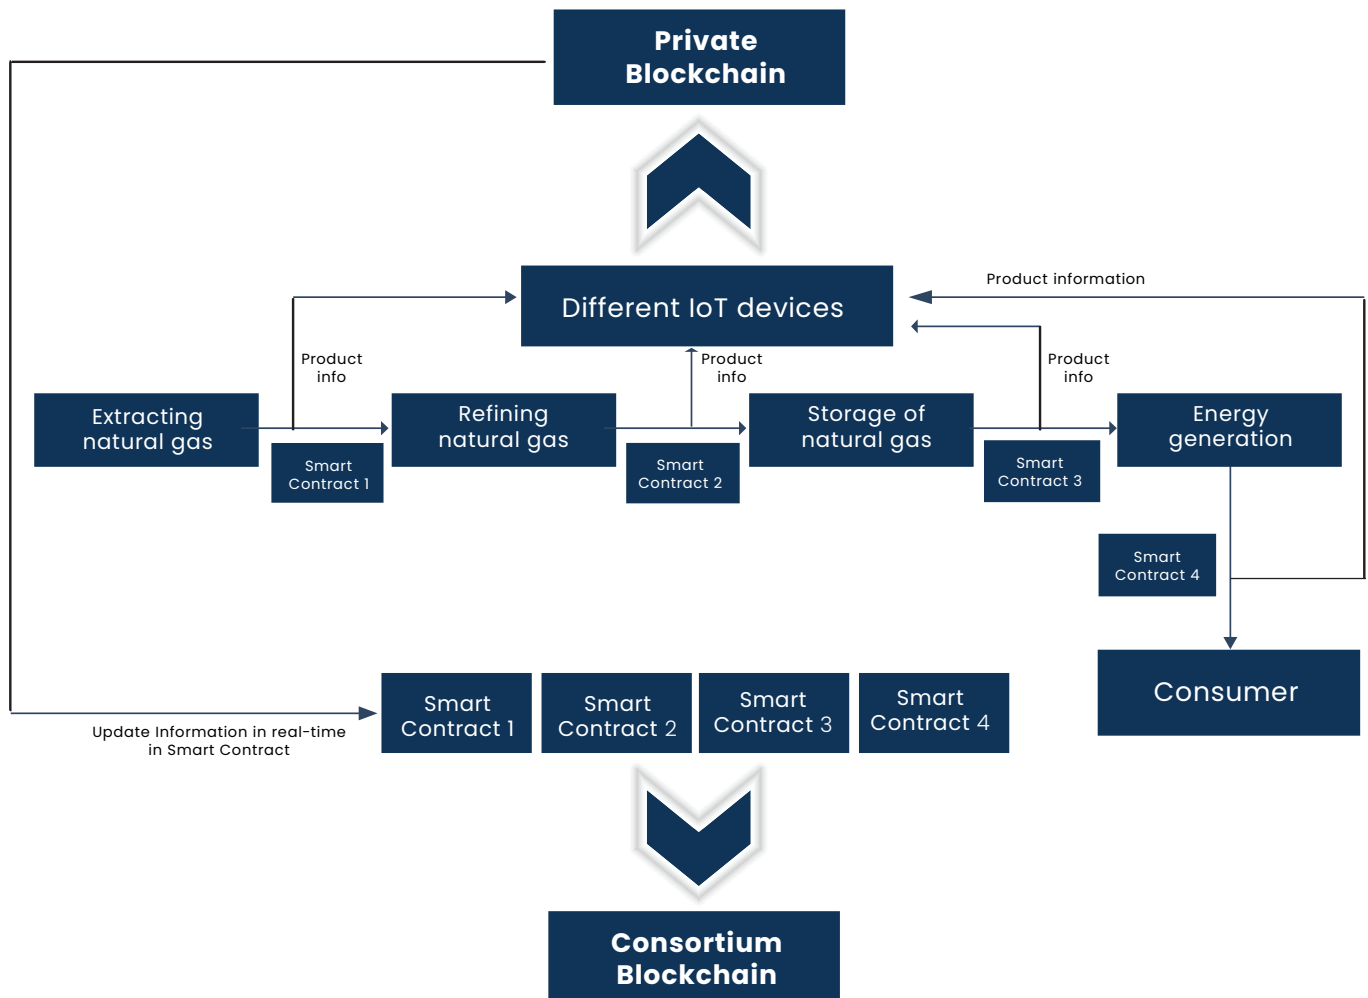 Private
Blockchain
Different IoT devices
Product information
Product
info
Product
info
Product
info
Extracting
natural gas
Refining
natural gas
Storage of
natural gas
Energy
generation
Smart
Contract 1
Smart
Contract 2
Smart
Contract 3
Smart
Contract 4
Consumer
Update Information in real-time
in Smart Contract
Smart
Contract 1
Smart
Contract 2
Smart
Contract 3
Smart
Contract 4
Consortium
Blockchain